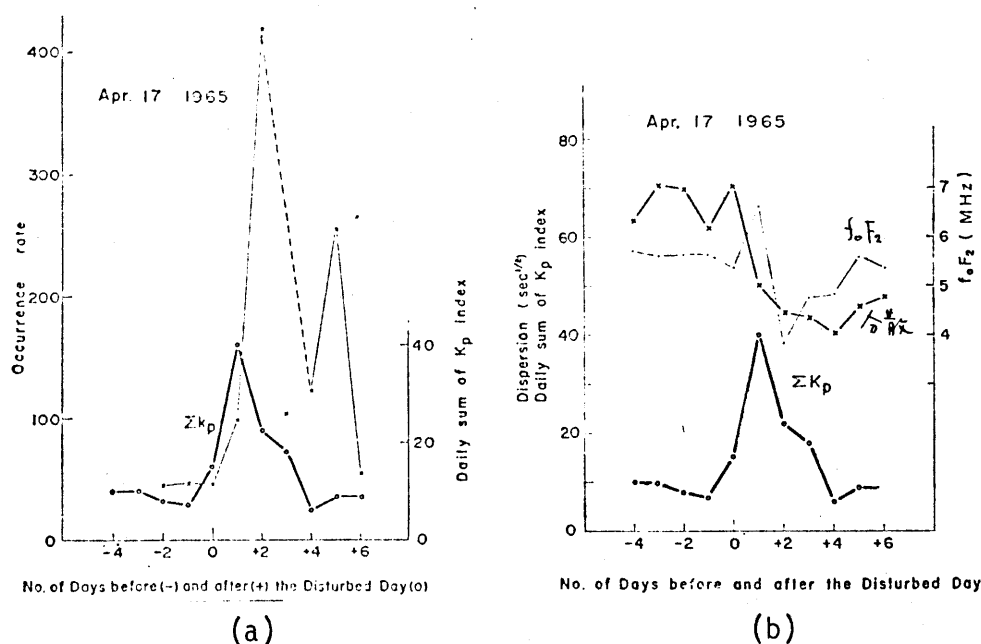 400
300
200
100
0
Occurrence rate
Apr. 17 1965
ΣKp
40
20
0
Daily sum of Kp index
-4 -2 0 +2 +4 +6
No. of Days before(-) and after(+) the Disturbed Day(0)
(a)
80
60
40
20
0
Dispersion (sec1/2)
Daily sum of Kp index
Apr. 17 1965
7
6
5
4
foF2 (MHz)
foF2
ΣKp
-4 -2 0 +2 +4 +6
No. of Days before and after the Disturbed Day
(b)